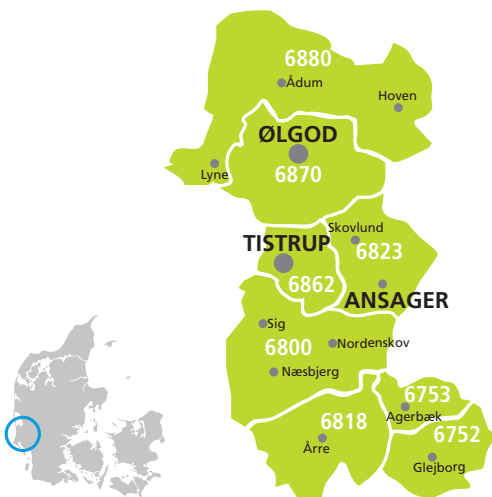 6880
Ådum
Hoven
ØLGOD
6870
Lyne
Skovlund
TISTRUP
6823
6862
ANSAGER
Sig
Nordenskov
6800
Næsbjerg
6753
Agerbæk
6818
6752
Årre
Glejborg